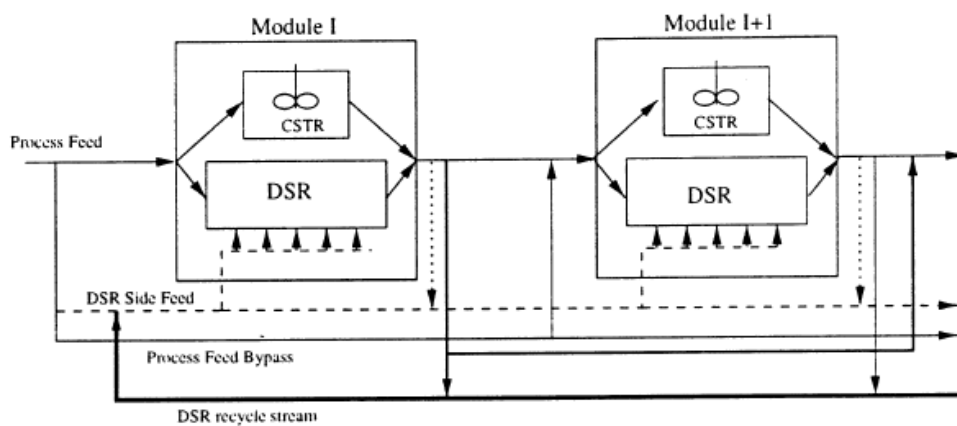 Module I
Module I+1
CSTR
CSTR
Process Feed
DSR
DSR
DSR Side Feed
Process Feed Bypass
DSR recycle stream